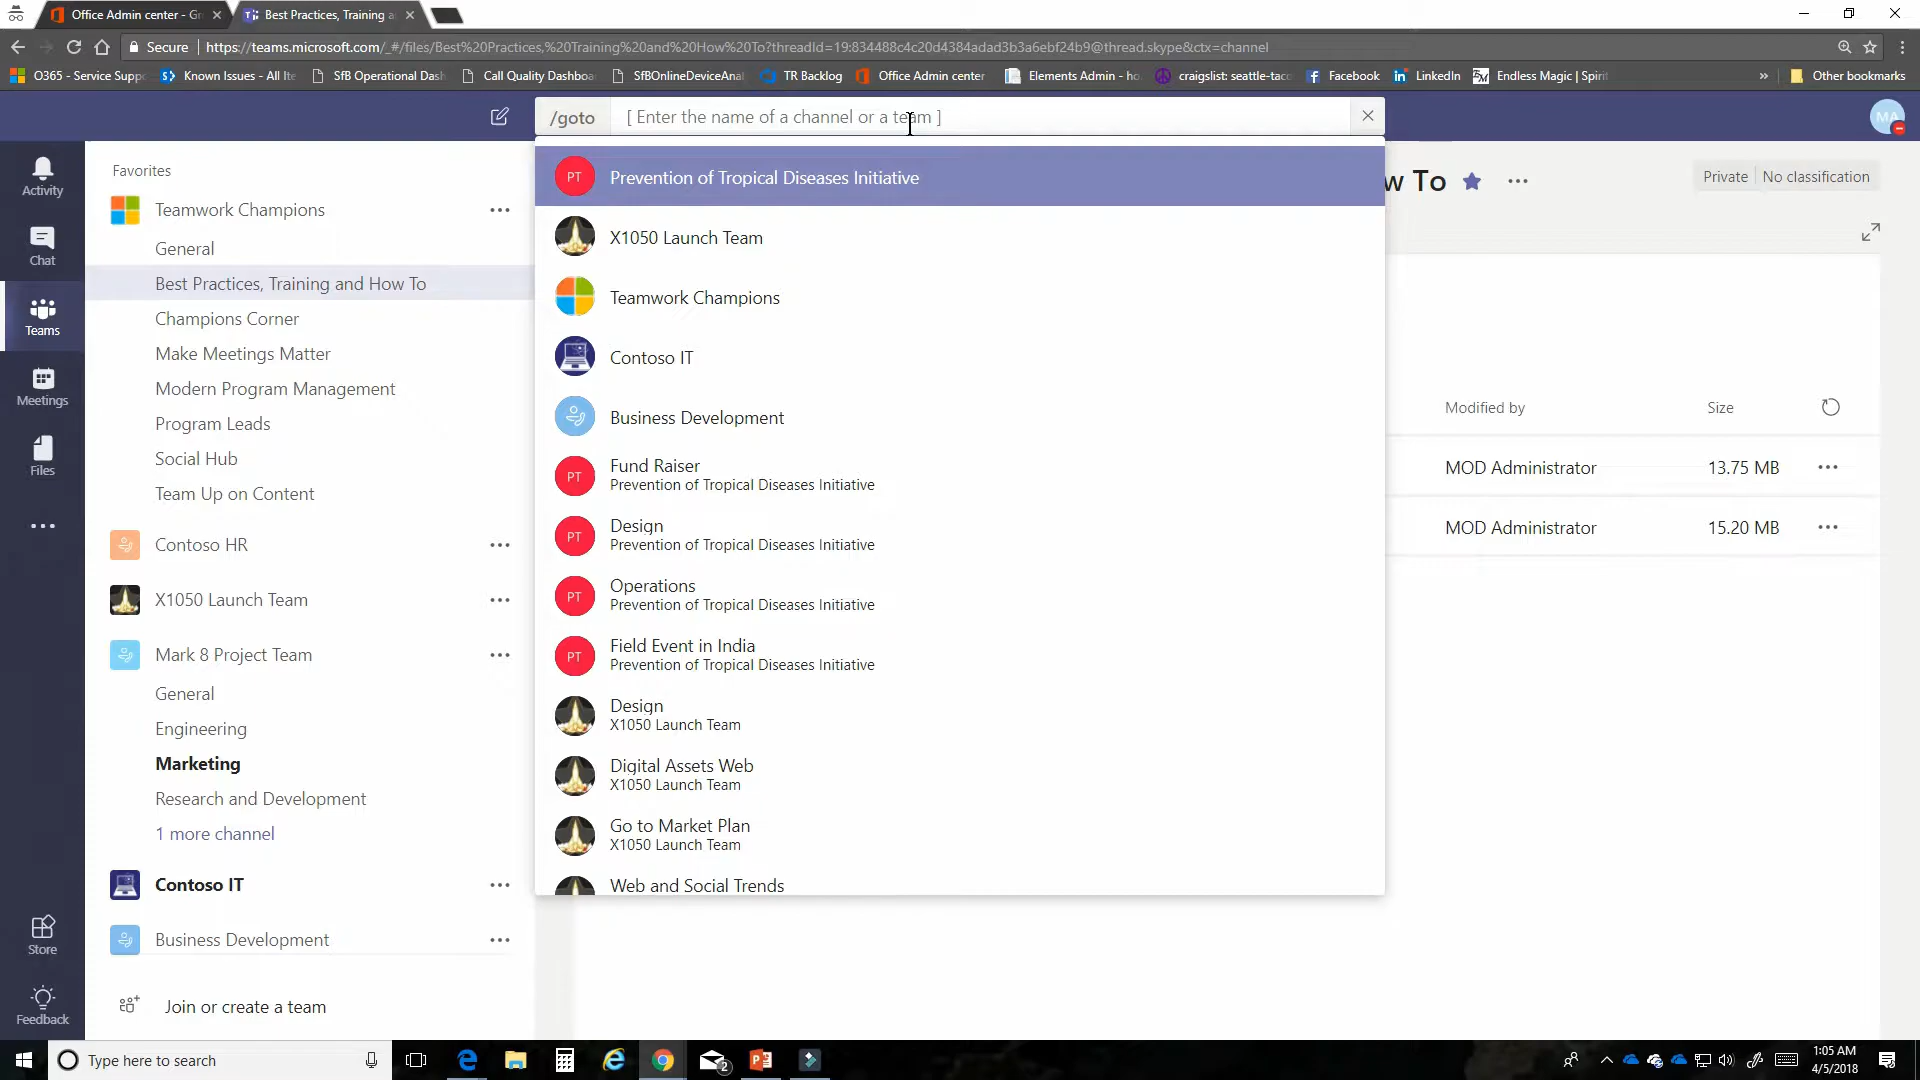 Office Admin center - Gr
Best Practices, Training a
Secure
https://teams.microsoft.com/_#/files/Best%20Practices,%20Training%20and%20How%20To?threadId=19:834488c4c20d4384adad3b3a6ebf24b9@thread.skype&ctx=channel
O365 - Service Supp
Known Issues - All Ite
SfB Operational Dash
Call Quality Dashboa
SfBOnlineDeviceAnal
TR Backlog
Office Admin center
Elements Admin - ho
craigslist: seattle-taco
Facebook
LinkedIn
Endless Magic | Spirit
Other bookmarks
/goto
[ Enter the name of a channel or a team ]
MA
Activity
Chat
Teams
Meetings
Files
Store
Feedback
Favorites
Teamwork Champions
General
Best Practices, Training and How To
Champions Corner
Make Meetings Matter
Modern Program Management
Program Leads
Social Hub
Team Up on Content
Contoso HR
X1050 Launch Team
Mark 8 Project Team
General
Engineering
Marketing
Research and Development
1 more channel
Contoso IT
Business Development
Join or create a team
PT
Prevention of Tropical Diseases Initiative
X1050 Launch Team
Teamwork Champions
Contoso IT
Business Development
PT
Fund Raiser
Prevention of Tropical Diseases Initiative
PT
Design
Prevention of Tropical Diseases Initiative
PT
Operations
Prevention of Tropical Diseases Initiative
PT
Field Event in India
Prevention of Tropical Diseases Initiative
Design
X1050 Launch Team
Digital Assets Web
X1050 Launch Team
Go to Market Plan
X1050 Launch Team
Web and Social Trends
w To
Private
No classification
Modified by
Size
MOD Administrator
13.75 MB
MOD Administrator
15.20 MB
Type here to search
2
1:05 AM
4/5/2018